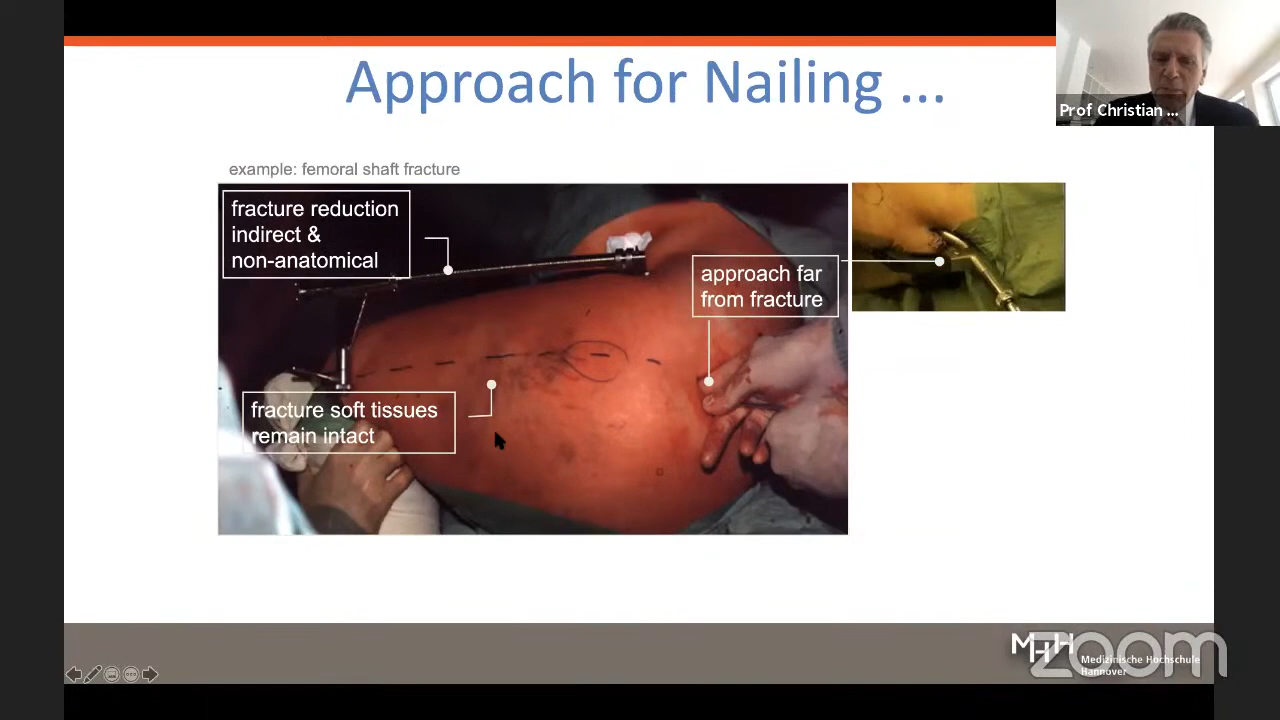 Approach for Nailing ...
Prof Christian ...
example: femoral shaft fracture
fracture reduction
indirect &
non-anatomical
approach far
from fracture
fracture soft tissues
remain intact
MHH
zoom
Medizinische Hochschule
Hannover